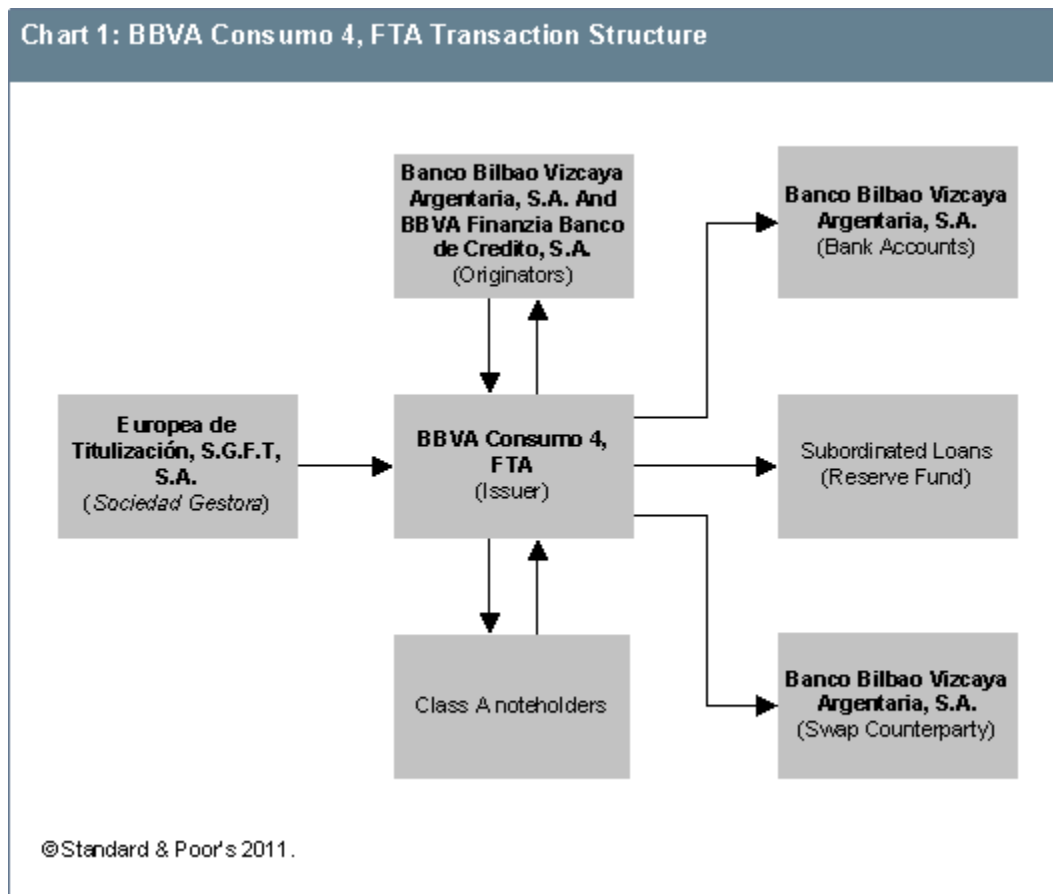 Chart 1: BBVA Consumo 4, FTA Transaction Structure
Banco Bilbao Vizcaya
Argentaria, S.A. And
BBVA Finanzia Banco
de Credito, S.A.
(Originators)
Banco Bilbao Vizcaya
Argentaria, S.A.
(Bank Accounts)
Europea de
Titulización, S.G.F.T,
S.A.
(Sociedad Gestora)
BBVA Consumo 4,
FTA
(Issuer)
Subordinated Loans
(Reserve Fund)
Class A noteholders
Banco Bilbao Vizcaya
Argentaria, S.A.
(Swap Counterparty)
©Standard & Poor's 2011.